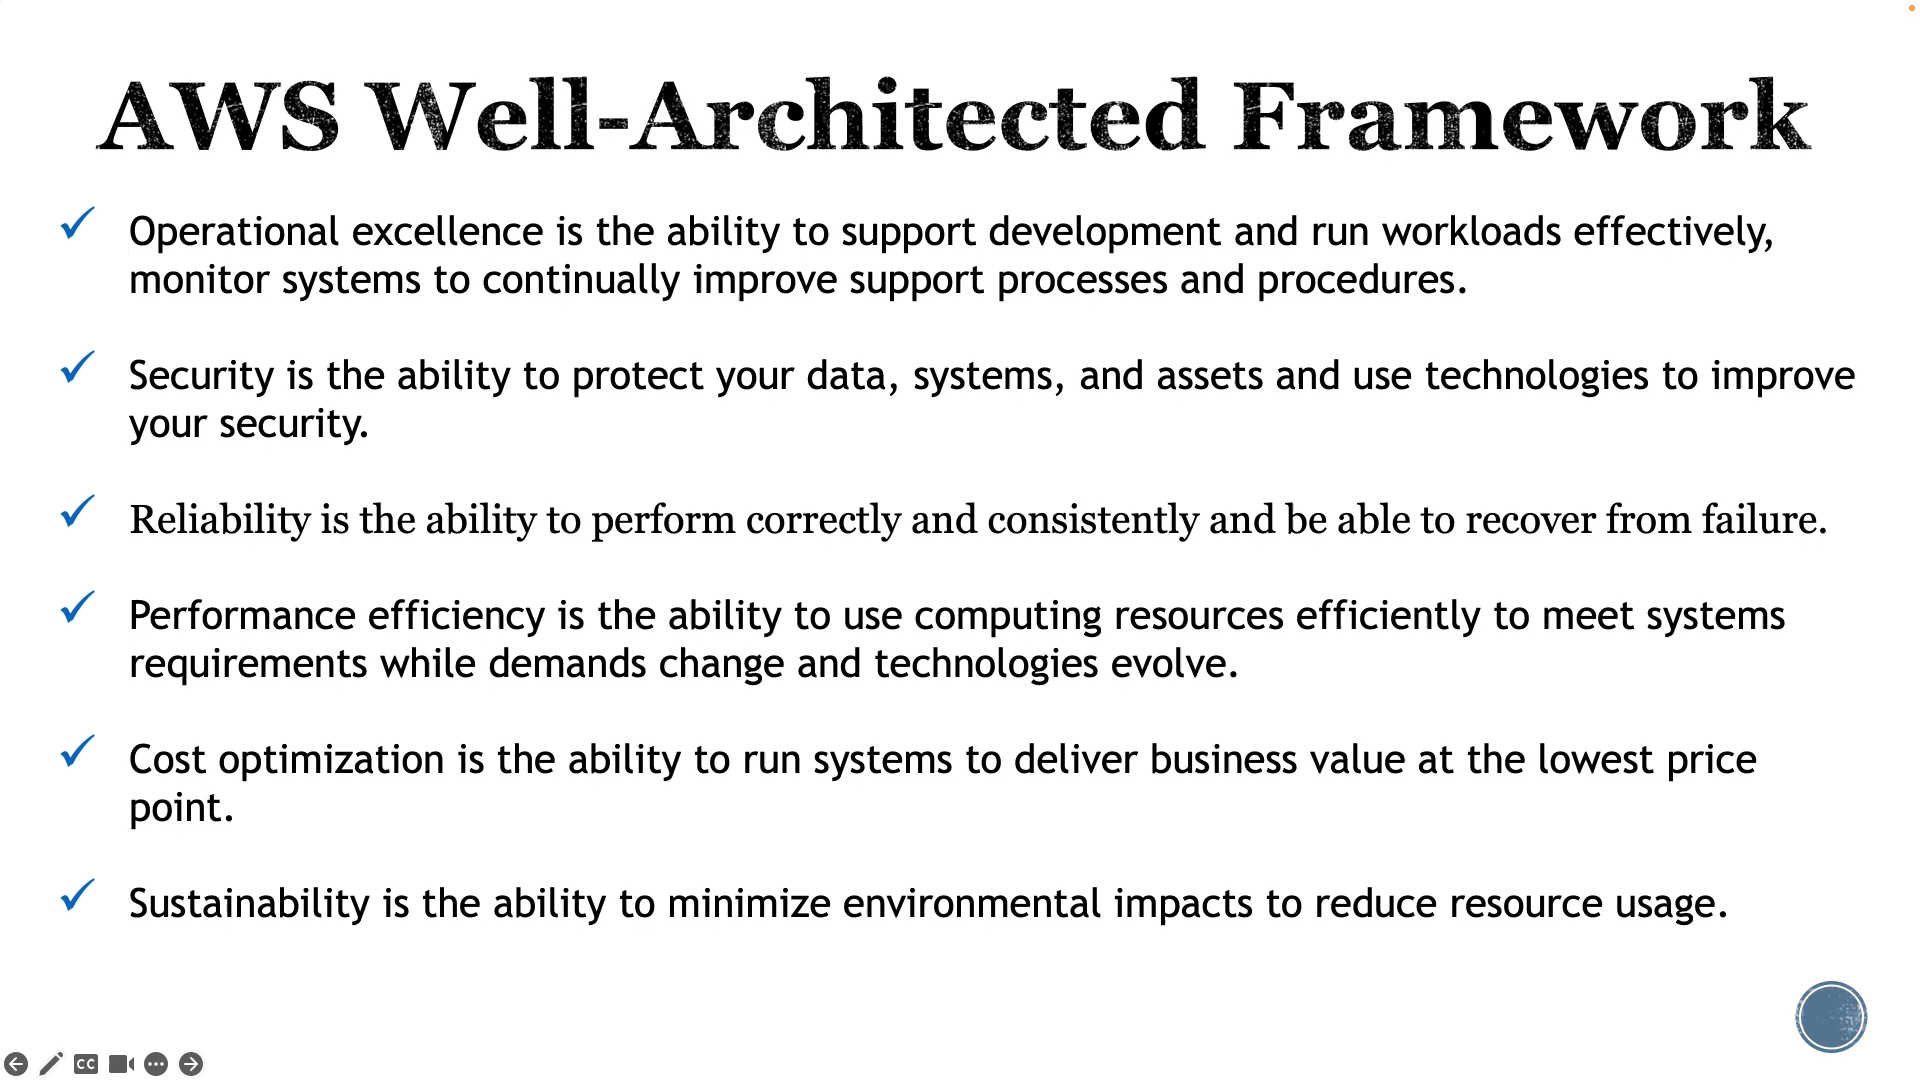 AWS Well-Architected Framework
Operational excellence is the ability to support development and run workloads effectively,
monitor systems to continually improve support processes and procedures.
Security is the ability to protect your data, systems, and assets and use technologies to improve
your security.
Reliability is the ability to perform correctly and consistently and be able to recover from failure.
Performance efficiency is the ability to use computing resources efficiently to meet systems
requirements while demands change and technologies evolve.
Cost optimization is the ability to run systems to deliver business value at the lowest price
point.
Sustainability is the ability to minimize environmental impacts to reduce resource usage.
CC